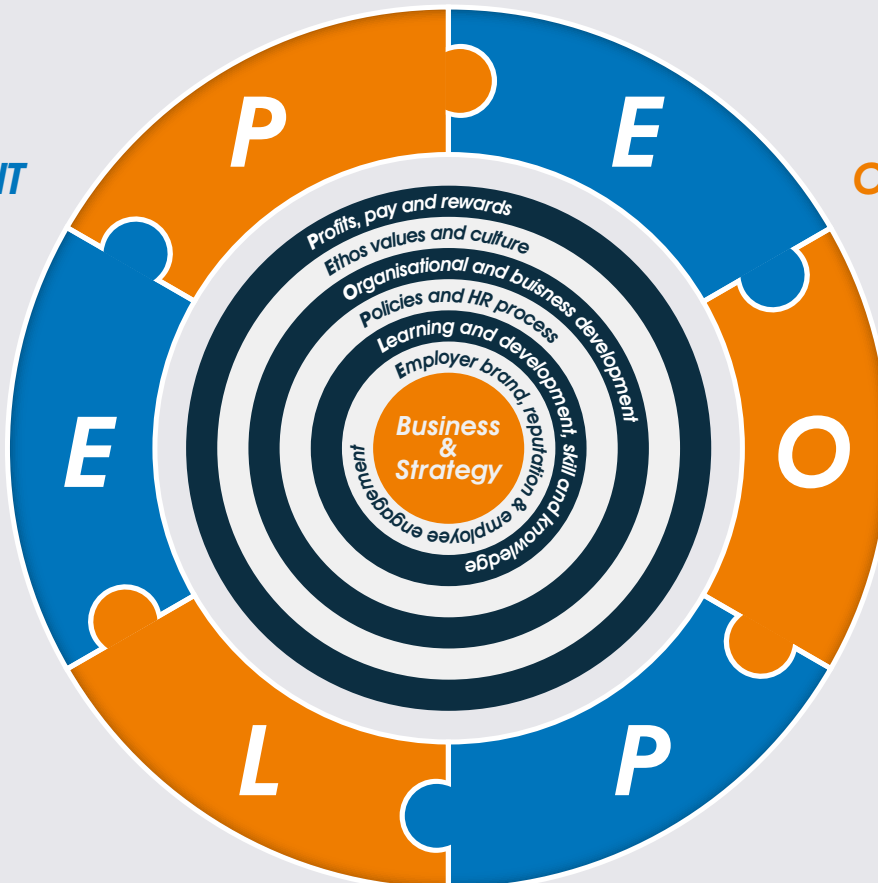 P
E
O
P
L
E
Profits, pay and rewards
Ethos values and culture
Organisational and buisness development
Policies and HR process
Learning and development, skill and knowledge
Employer brand, reputation & employee engagement
Business
&
Strategy